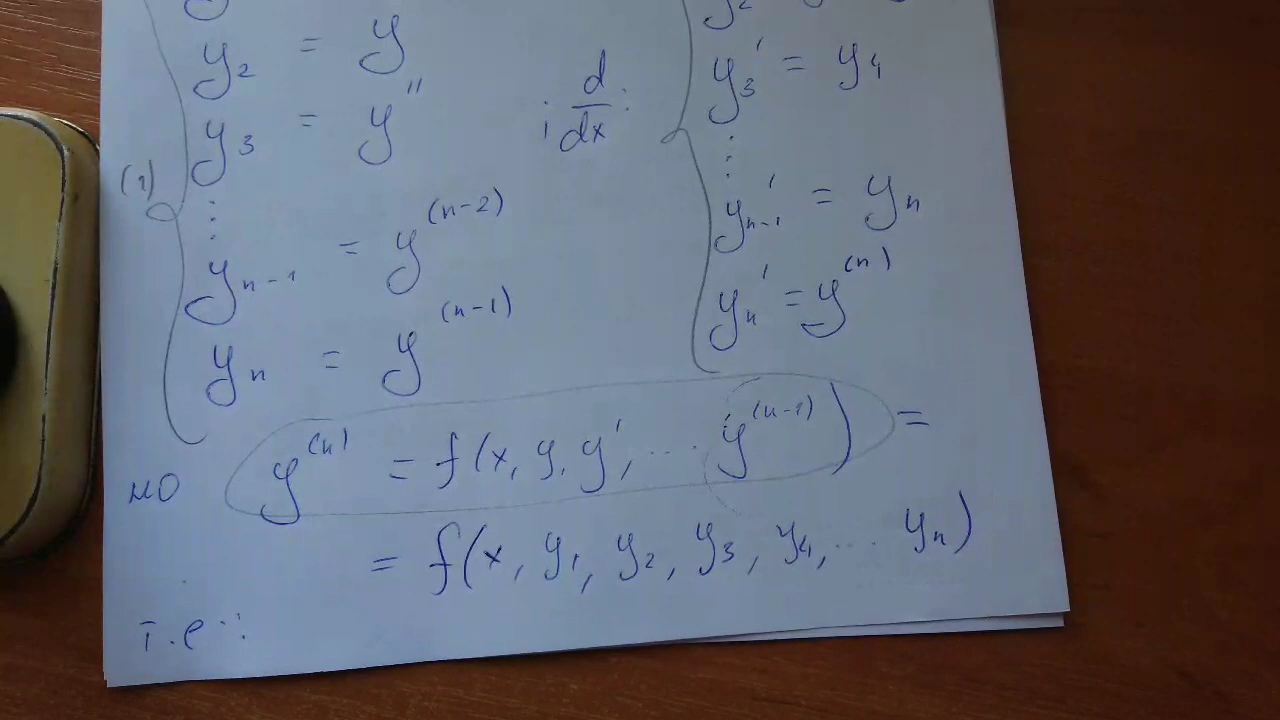 y₂ = y
y₃ = y''
(1)
⋮
yₙ₋₁ = y⁽ⁿ⁻²⁾
yₙ = y⁽ⁿ⁻¹⁾
; d/dx :
y₃' = y₄
⋮
yₙ₋₁' = yₙ
yₙ' = y⁽ⁿ⁾
но y⁽ⁿ⁾ = f(x, y, y', ... y⁽ⁿ⁻¹⁾) =
= f(x, y₁, y₂, y₃, y₄, ... yₙ)
т.е.: